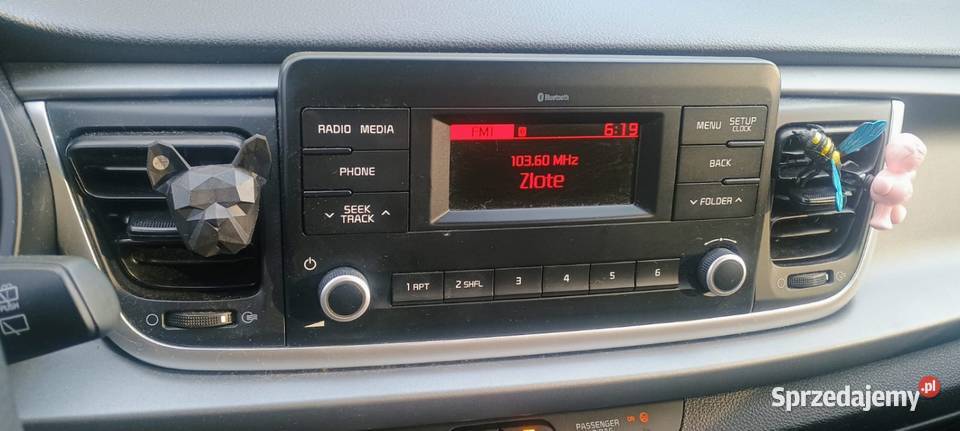 Bluetooth
RADIO MEDIA
PHONE
SEEK
TRACK
FM1
6:19
103.60 MHz
Zlote
MENU SETUP
CLOCK
BACK
FOLDER
1 RPT
2 SHFL
3
4
5
6
PUSH
PASSENGER
Sprzedajemy.pl